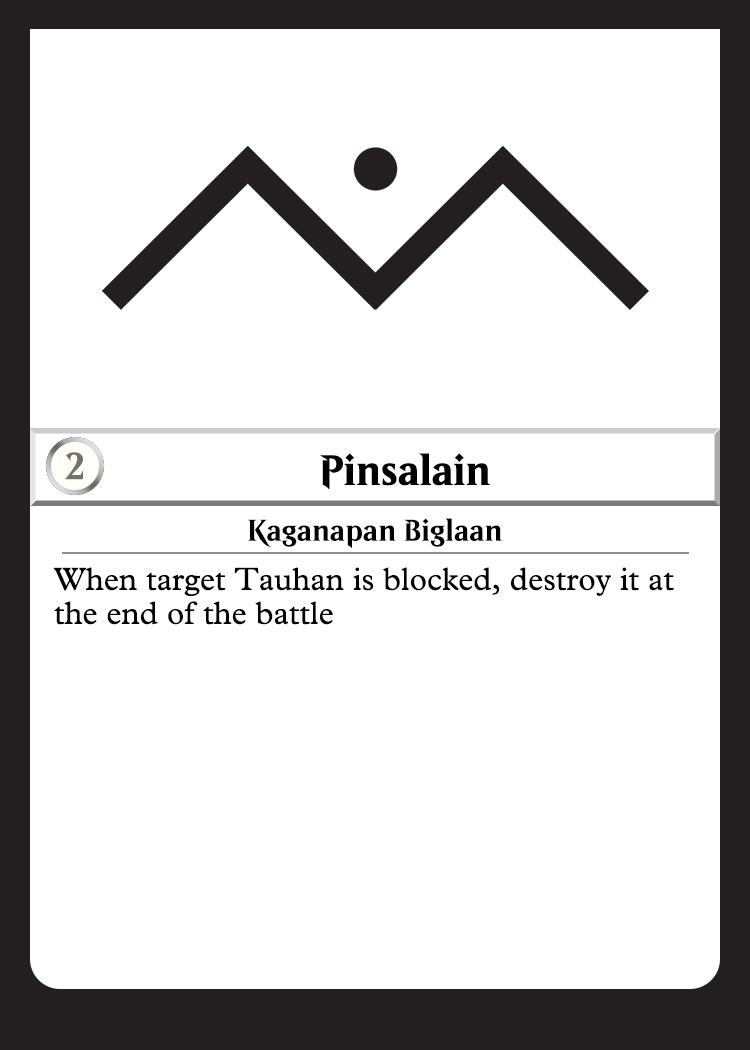 2
Pinsalain
Kaganapan Biglaan
When target Tauhan is blocked, destroy it at
the end of the battle